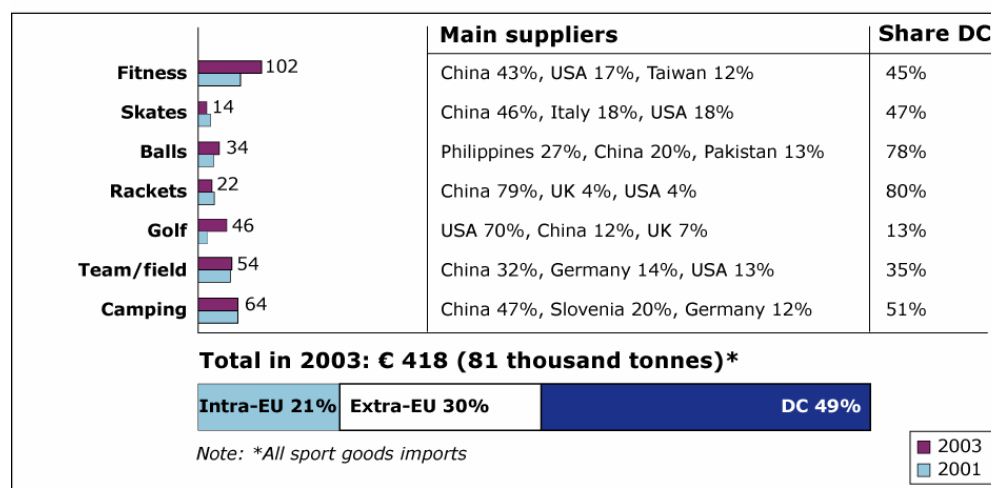 Main suppliers Share DC
Fitness 102 China 43%, USA 17%, Taiwan 12% 45%
Skates 14 China 46%, Italy 18%, USA 18% 47%
Balls 34 Philippines 27%, China 20%, Pakistan 13% 78%
Rackets 22 China 79%, UK 4%, USA 4% 80%
Golf 46 USA 70%, China 12%, UK 7% 13%
Team/field 54 China 32%, Germany 14%, USA 13% 35%
Camping 64 China 47%, Slovenia 20%, Germany 12% 51%
Total in 2003: € 418 (81 thousand tonnes)*
Intra-EU 21% Extra-EU 30% DC 49%
Note: *All sport goods imports
2003
2001